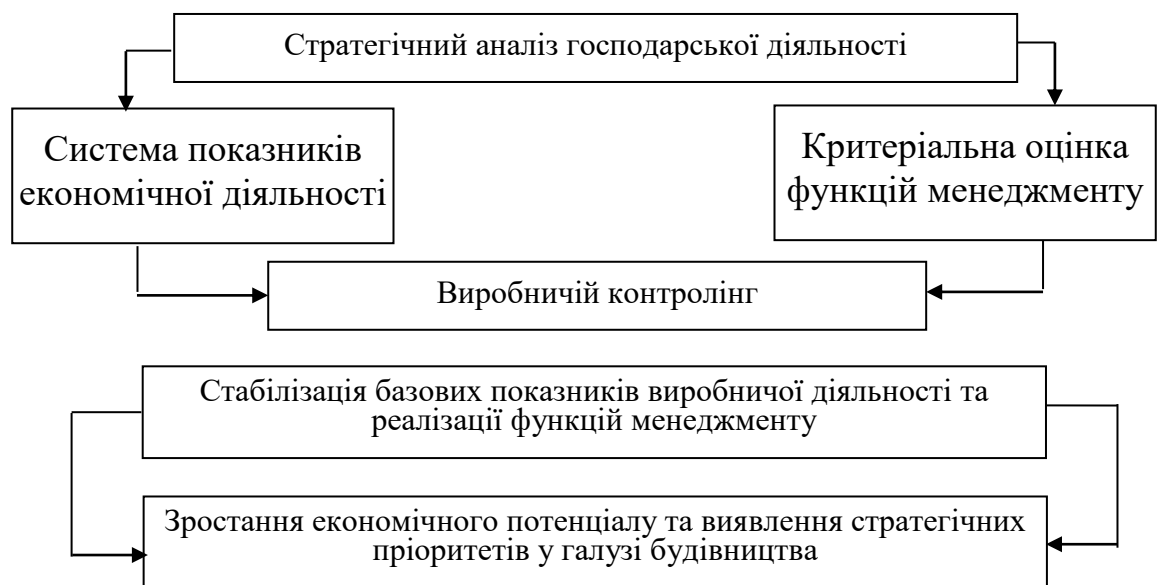 Стратегічний аналіз господарської діяльності
Система показників
економічної діяльності
Критеріальна оцінка
функцій менеджменту
Виробничій контролінг
Стабілізація базових показників виробничої діяльності та
реалізації функцій менеджменту
Зростання економічного потенціалу та виявлення стратегічних
пріоритетів у галузі будівництва